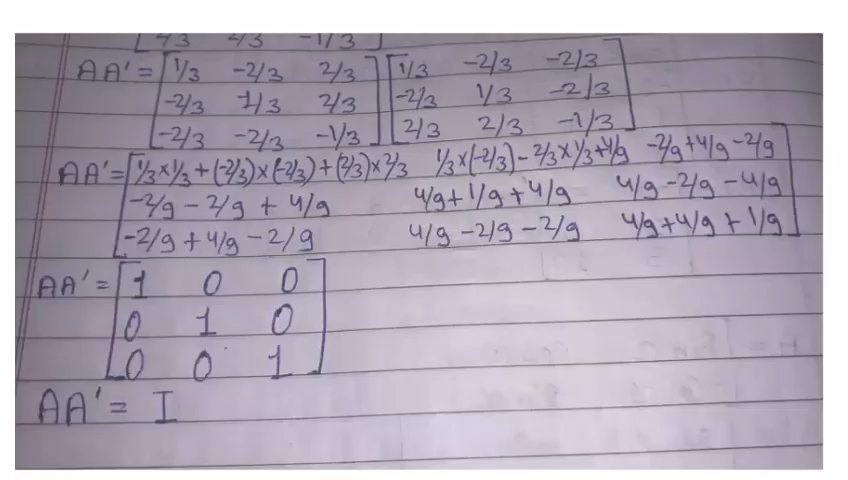 2/3 -1/3 ]
AA' = [ 1/3 -2/3 2/3 ] [ 1/3 -2/3 -2/3 ]
-2/3 1/3 2/3 -2/3 1/3 -2/3
-2/3 -2/3 -1/3 2/3 2/3 -1/3
AA' = [ 1/3 × 1/3 + (-2/3) × (-2/3) + (2/3) × 2/3 1/3 × (-2/3) - 2/3 × 1/3 + 4/9 -2/9 + 4/9 - 2/9
-2/9 - 2/9 + 4/9 4/9 + 1/9 + 4/9 4/9 - 2/9 - 4/9
-2/9 + 4/9 - 2/9 4/9 - 2/9 - 2/9 4/9 + 4/9 + 1/9 ]
AA' = [ 1 0 0
0 1 0
0 0 1 ]
AA' = I